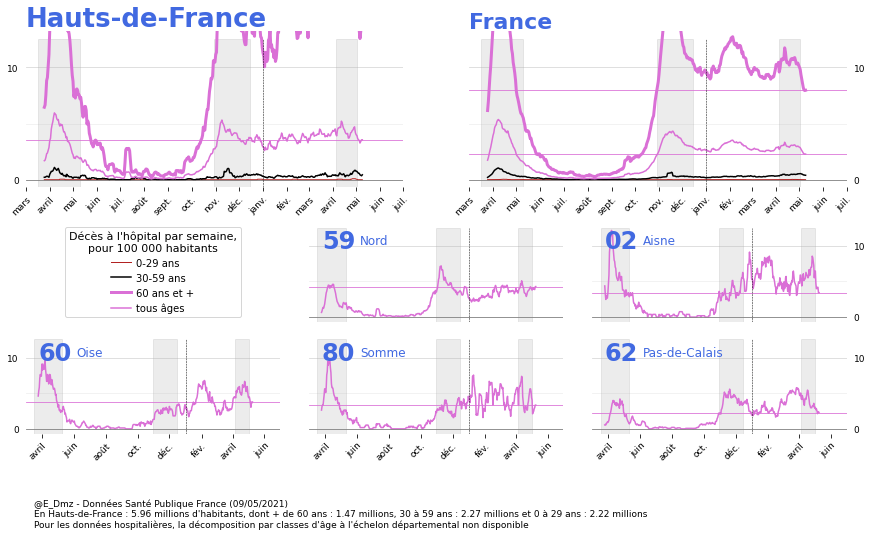 Hauts-de-France
France
10
0
mars avril mai juin juil. août sept. oct. nov. déc. janv. févr. mars avril mai juin juil.
10
0
mars avril mai juin juil. août sept. oct. nov. déc. janv. févr. mars avril mai juin juil.
Décès à l'hôpital par semaine,
pour 100 000 habitants
0-29 ans
30-59 ans
60 ans et +
tous âges
59 Nord
02 Aisne
10
0
60 Oise
80 Somme
62 Pas-de-Calais
10
0
10
0
avril juin août oct. déc. fév. avril juin
avril juin août oct. déc. fév. avril juin
avril juin août oct. déc. fév. avril juin
@E_Dmz - Données Santé Publique France (09/05/2021)
En Hauts-de-France : 5.96 millions d'habitants, dont + de 60 ans : 1.47 millions, 30 à 59 ans : 2.27 millions et 0 à 29 ans : 2.22 millions
Pour les données hospitalières, la décomposition par classes d'âge à l'échelon départemental non disponible